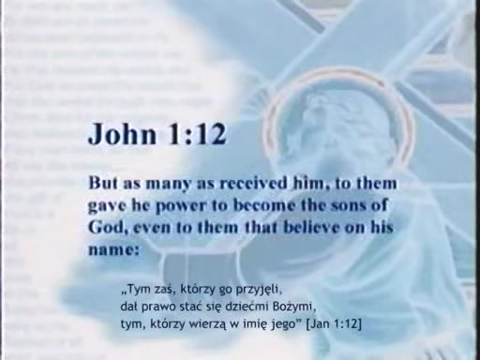 John 1:12
But as many as received him, to them
gave he power to become the sons of
God, even to them that believe on his
name:
„Tym zaś, którzy go przyjęli,
dał prawo stać się dziećmi Bożymi,
tym, którzy wierzą w imię jego” [Jan 1:12]